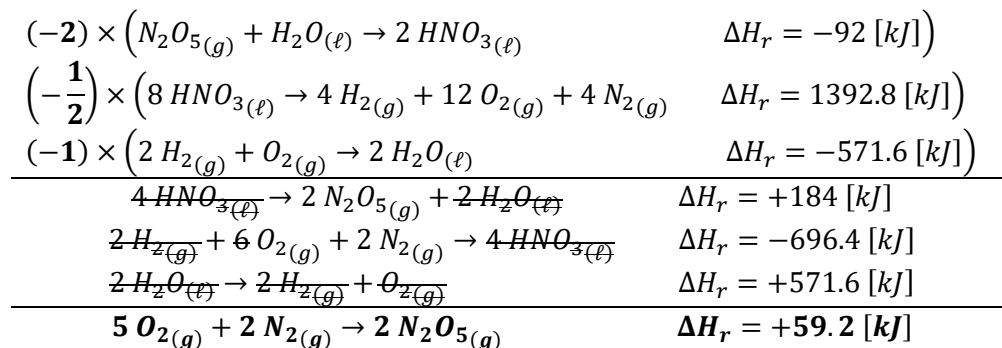 (−2) × (N₂O₅₍g₎ + H₂O₍ℓ₎ → 2 HNO₃₍ℓ₎ ΔHᵣ = −92 [kJ])
(−1/2) × (8 HNO₃₍ℓ₎ → 4 H₂₍g₎ + 12 O₂₍g₎ + 4 N₂₍g₎ ΔHᵣ = 1392.8 [kJ])
(−1) × (2 H₂₍g₎ + O₂₍g₎ → 2 H₂O₍ℓ₎ ΔHᵣ = −571.6 [kJ])
4 HNO₃₍ℓ₎ → 2 N₂O₅₍g₎ + 2 H₂O₍ℓ₎ ΔHᵣ = +184 [kJ]
2 H₂₍g₎ + 6 O₂₍g₎ + 2 N₂₍g₎ → 4 HNO₃₍ℓ₎ ΔHᵣ = −696.4 [kJ]
2 H₂O₍ℓ₎ → 2 H₂₍g₎ + O₂₍g₎ ΔHᵣ = +571.6 [kJ]
5 O₂₍g₎ + 2 N₂₍g₎ → 2 N₂O₅₍g₎ ΔHᵣ = +59.2 [kJ]